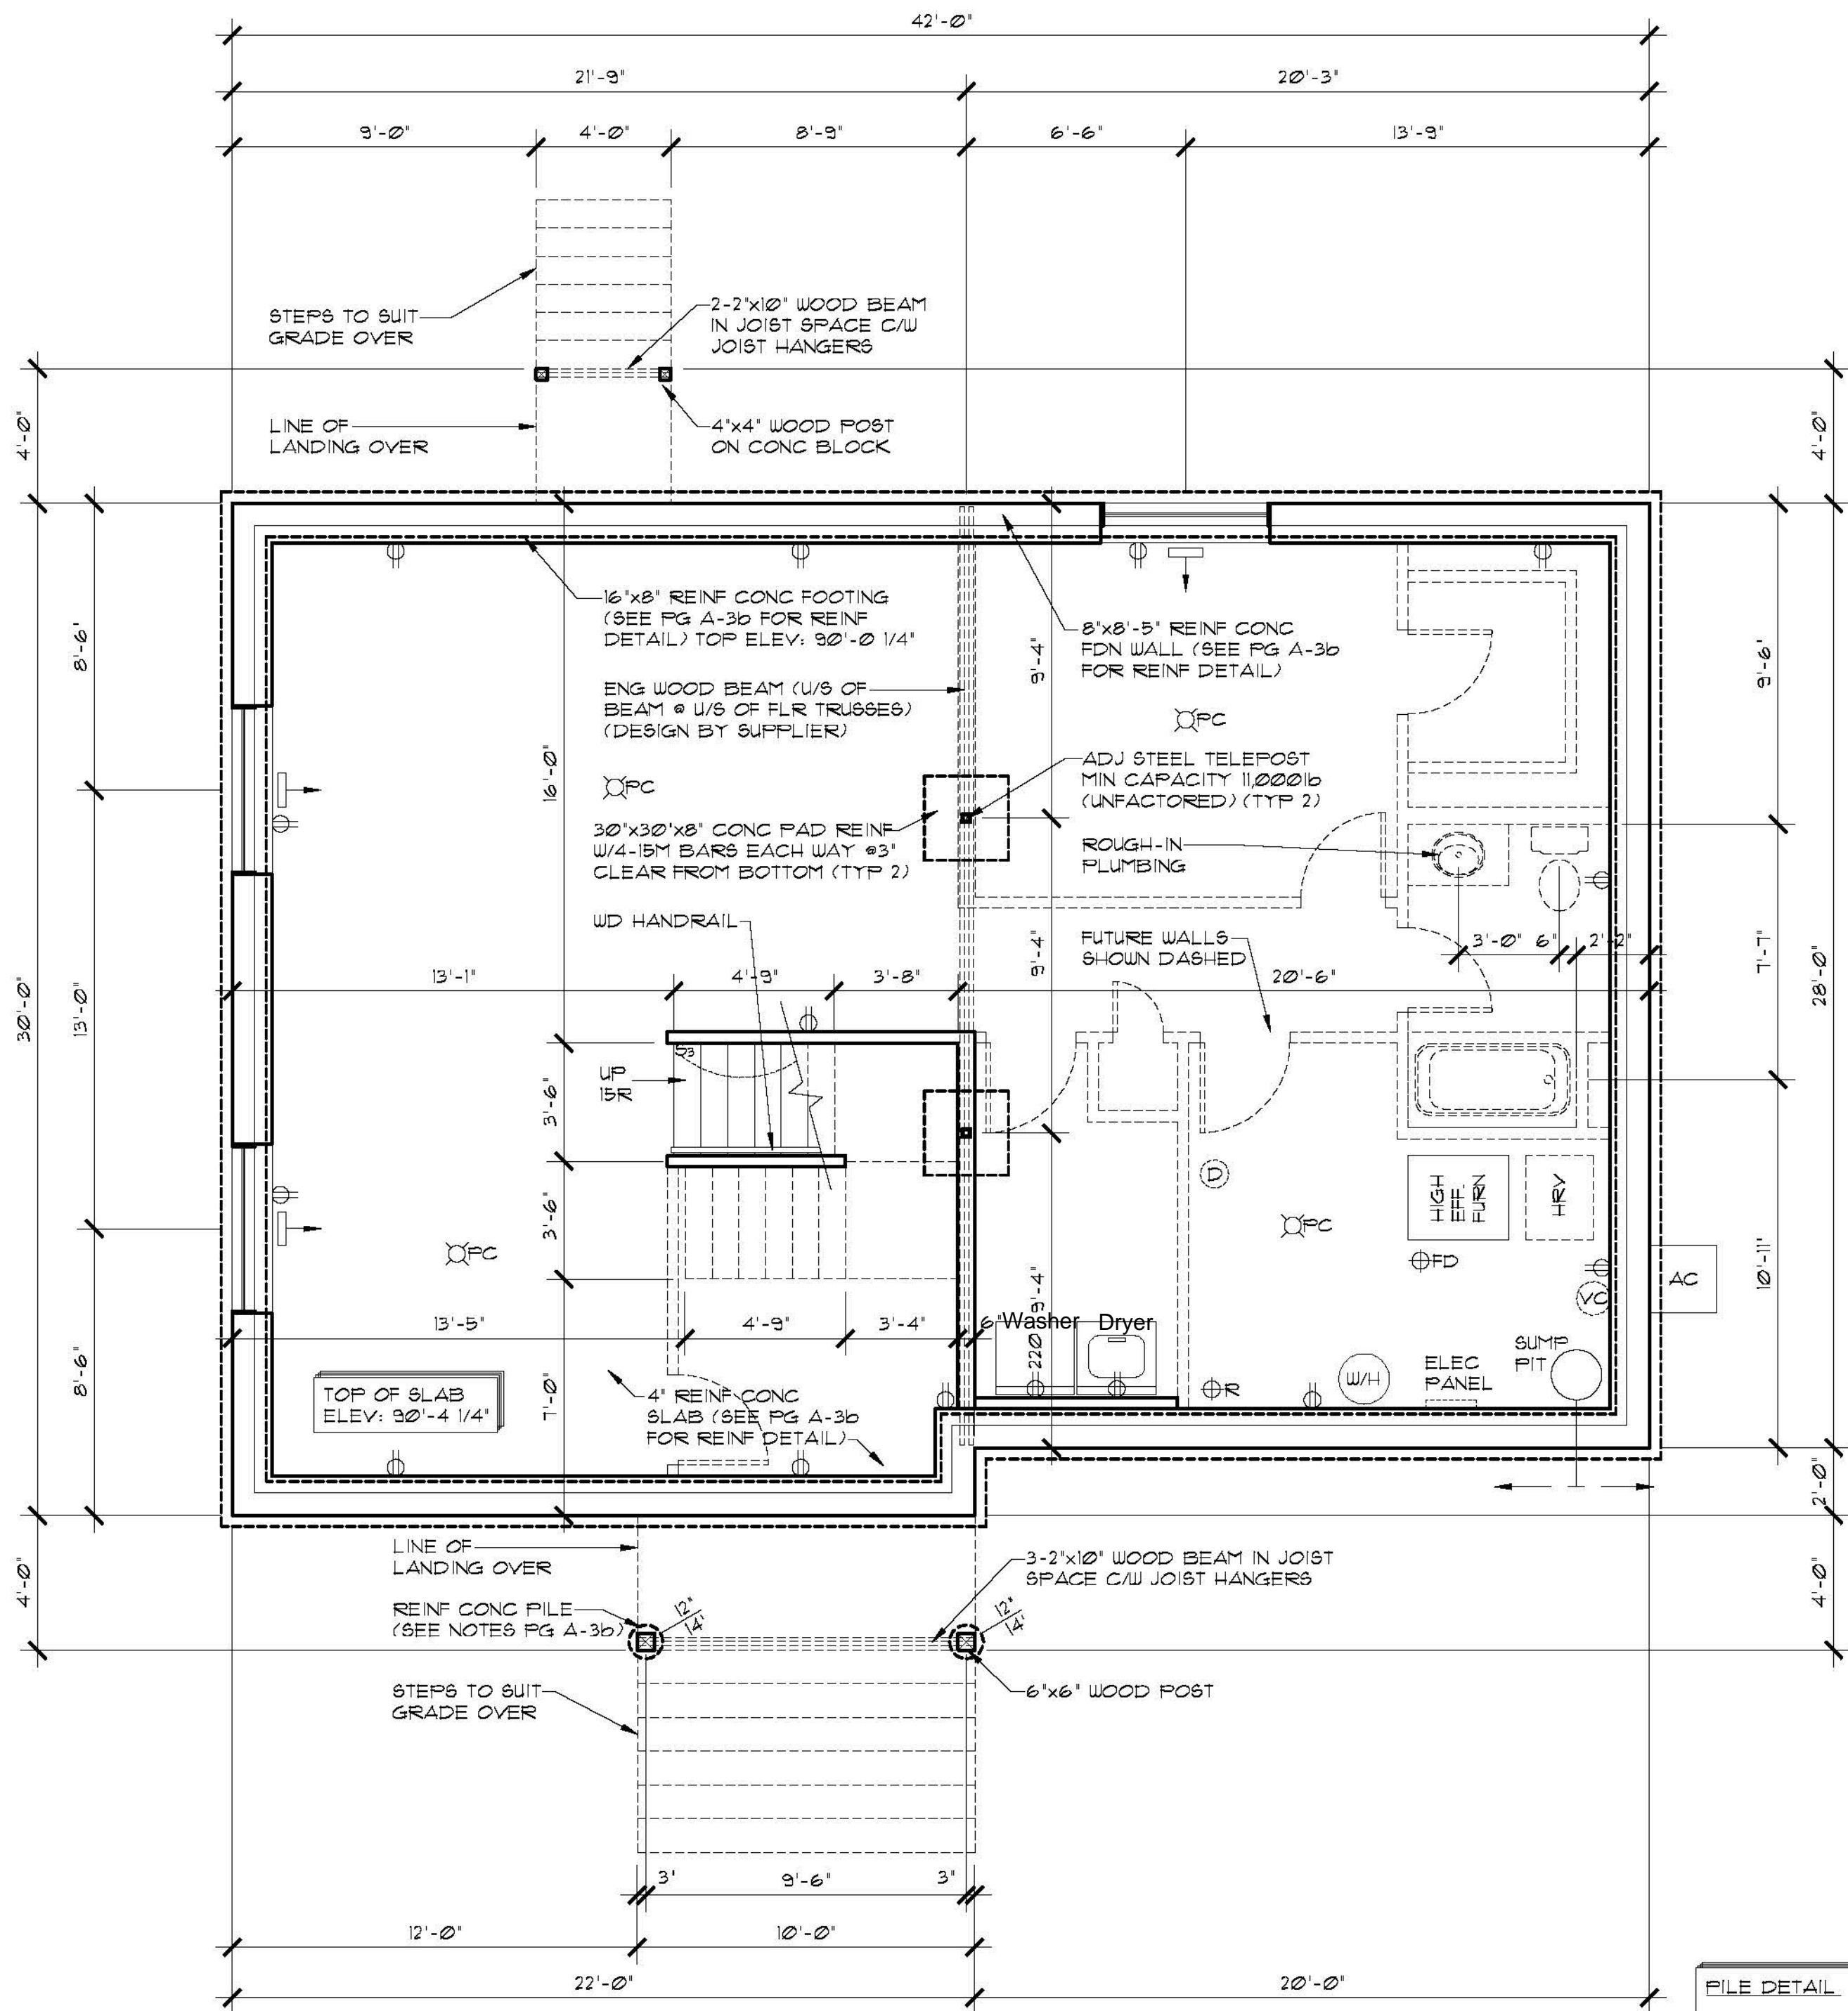 42'-0"
21'-9"
20'-3"
9'-0"
4'-0"
8'-9"
6'-6"
13'-9"
STEPS TO SUIT
GRADE OVER
2-2"x10" WOOD BEAM
IN JOIST SPACE C/W
JOIST HANGERS
LINE OF
LANDING OVER
4"x4" WOOD POST
ON CONC BLOCK
4'-0"
4'-0"
16"x8" REINF CONC FOOTING
(SEE PG A-3b FOR REINF
DETAIL) TOP ELEV: 90'-0 1/4"
8"x8'-5" REINF CONC
FDN WALL (SEE PG A-3b
FOR REINF DETAIL)
8'-6'
9'-4"
9'-6'
ENG WOOD BEAM (U/S OF
BEAM @ U/S OF FLR TRUSSES)
(DESIGN BY SUPPLIER)
PC
16'-0"
PC
ADJ STEEL TELEPOST
MIN CAPACITY 11,000lb
(UNFACTORED) (TYP 2)
30"x30'x8" CONC PAD REINF
W/4-15M BARS EACH WAY @3"
CLEAR FROM BOTTOM (TYP 2)
ROUGH-IN
PLUMBING
WD HANDRAIL
FUTURE WALLS
SHOWN DASHED
9'-4"
3'-0"
6"
2'-2"
7'-7"
30'-0"
13'-0"
28'-0"
13'-1"
4'-9"
3'-8"
20'-6"
S3
UP
15R
3'-6"
3'-6"
D
HIGH
EFF.
FURN
HRV
PC
PC
FD
VC
AC
10'-11'
13'-5"
4'-9"
3'-4"
6"
Washer
Dryer
9'-4"
220
8'-6"
TOP OF SLAB
ELEV: 90'-4 1/4"
7'-0"
4" REINF CONC
SLAB (SEE PG A-3b
FOR REINF DETAIL)
R
W/H
ELEC
PANEL
SUMP
PIT
2'-0"
LINE OF
LANDING OVER
3-2"x10" WOOD BEAM IN JOIST
SPACE C/W JOIST HANGERS
4'-0"
4'-0"
REINF CONC PILE
(SEE NOTES PG A-3b)
12"
14'
12"
14'
STEPS TO SUIT
GRADE OVER
6"x6" WOOD POST
3'
9'-6"
3"
12'-0"
10'-0"
22'-0"
20'-0"
PILE DETAIL